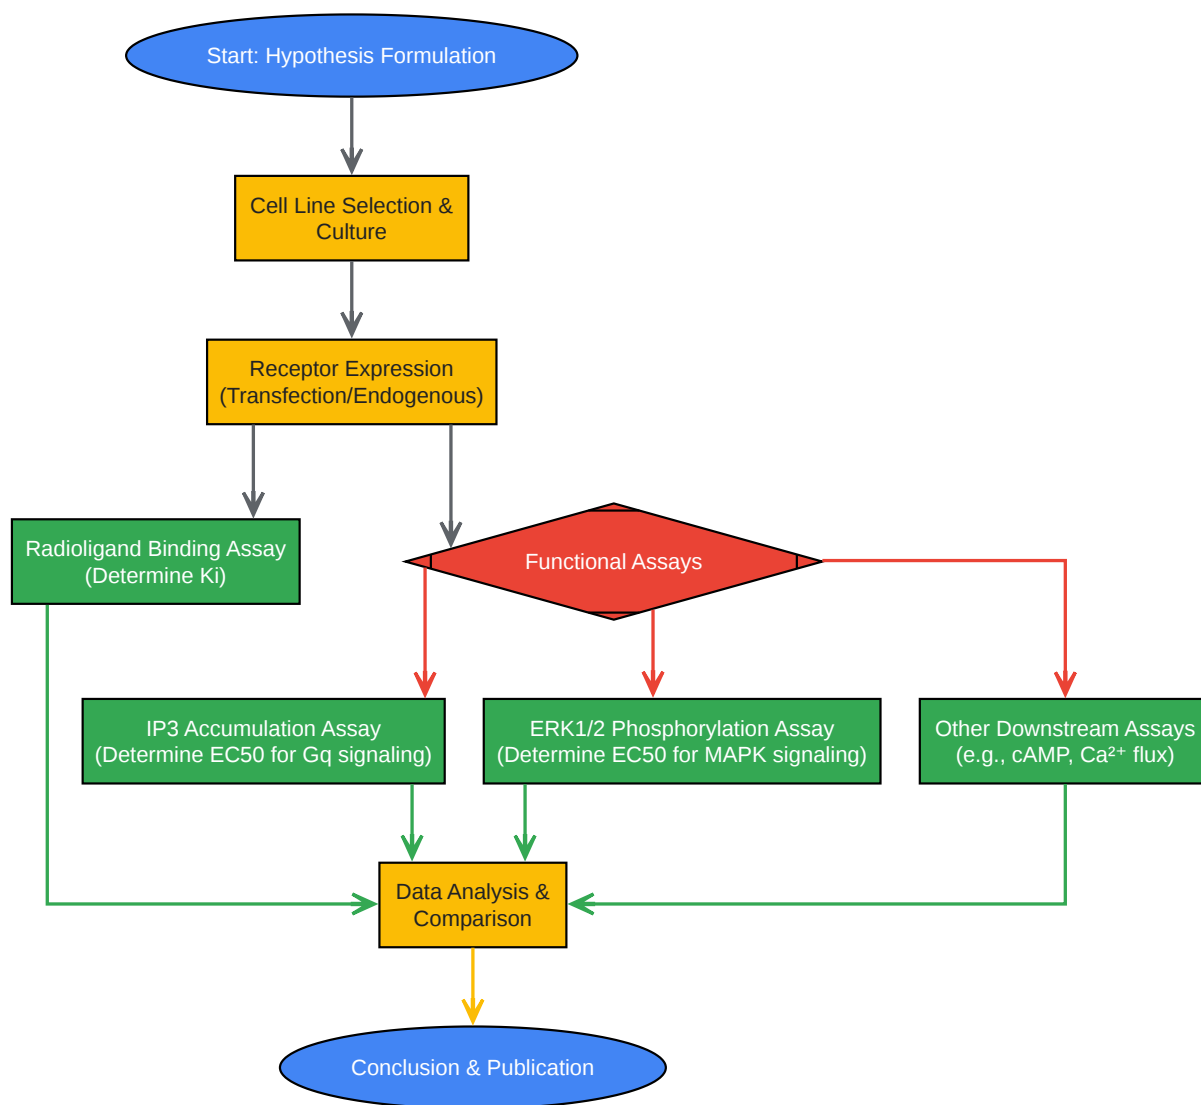 Start: Hypothesis Formulation
Cell Line Selection &
Culture
Receptor Expression
(Transfection/Endogenous)
Radioligand Binding Assay
(Determine Ki)
Functional Assays
IP3 Accumulation Assay
(Determine EC50 for Gq signaling)
ERK1/2 Phosphorylation Assay
(Determine EC50 for MAPK signaling)
Other Downstream Assays
(e.g., cAMP, Ca²⁺ flux)
Data Analysis &
Comparison
Conclusion & Publication